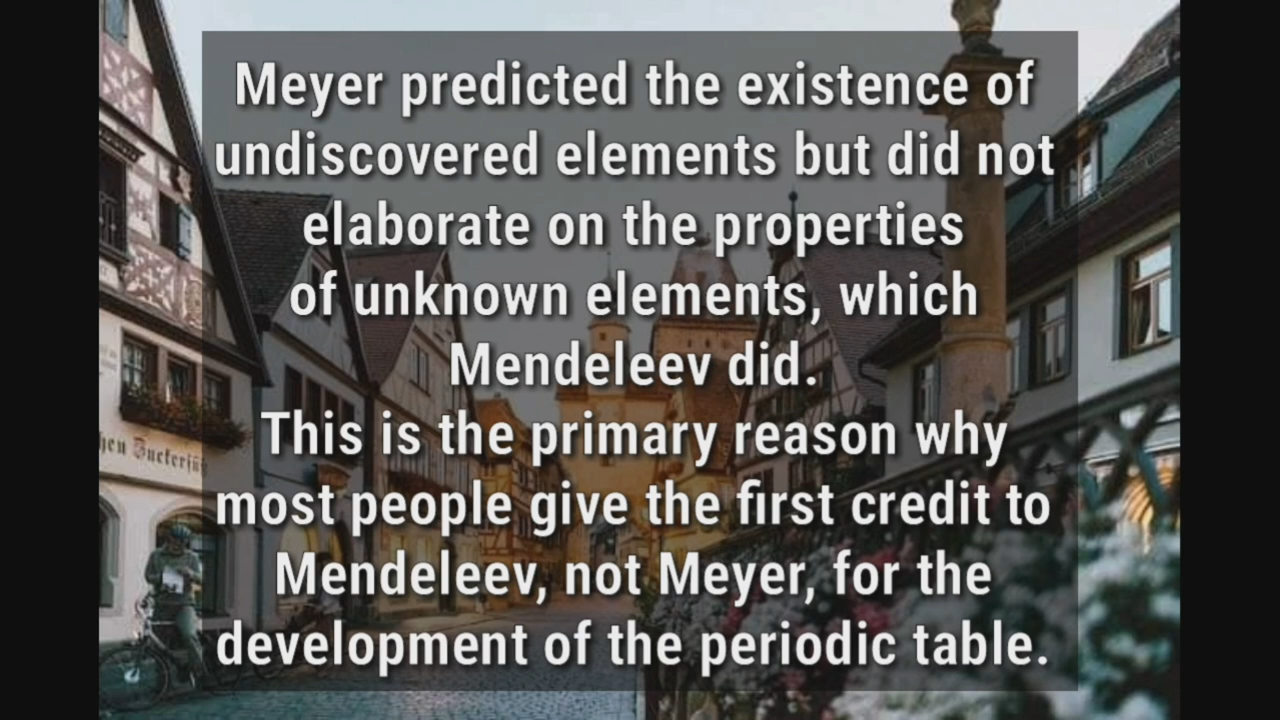 Meyer predicted the existence of
undiscovered elements but did not
elaborate on the properties
of unknown elements, which
Mendeleev did.
This is the primary reason why
most people give the first credit to
Mendeleev, not Meyer, for the
development of the periodic table.